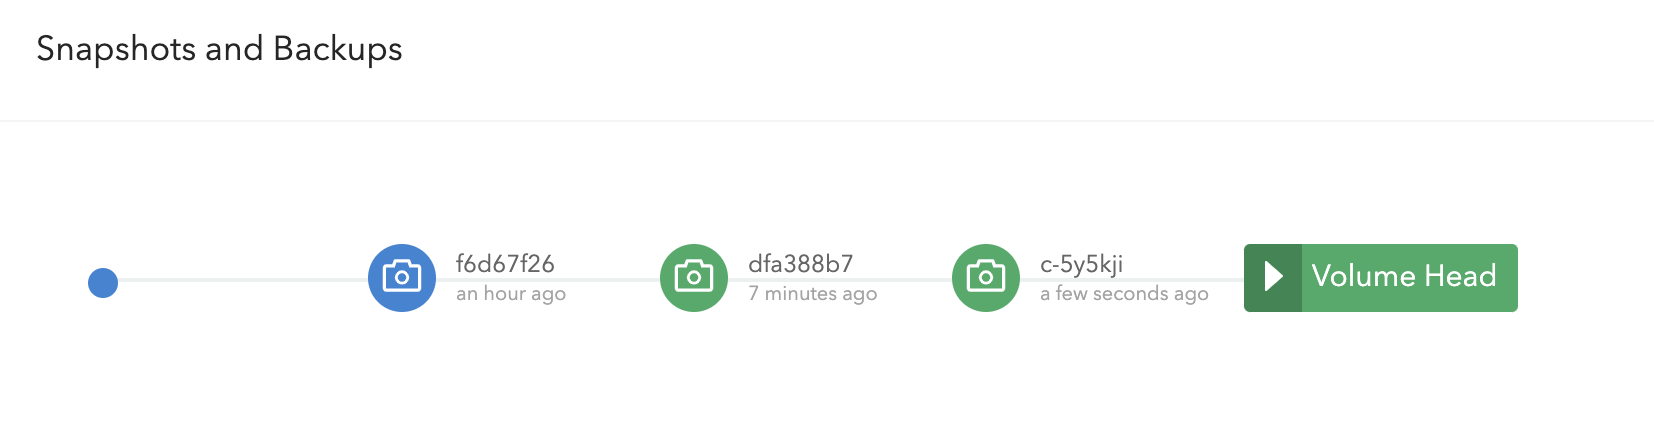 Snapshots and Backups
f6d67f26
an hour ago
dfa388b7
7 minutes ago
c-5y5kji
a few seconds ago
Volume Head